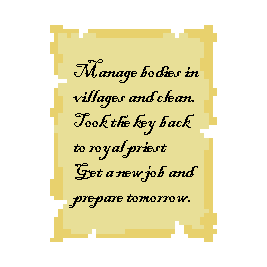 Manage bodies in
villages and clean.
Took the key back
to royal priest
Get a new job and
prepare tomorrow.